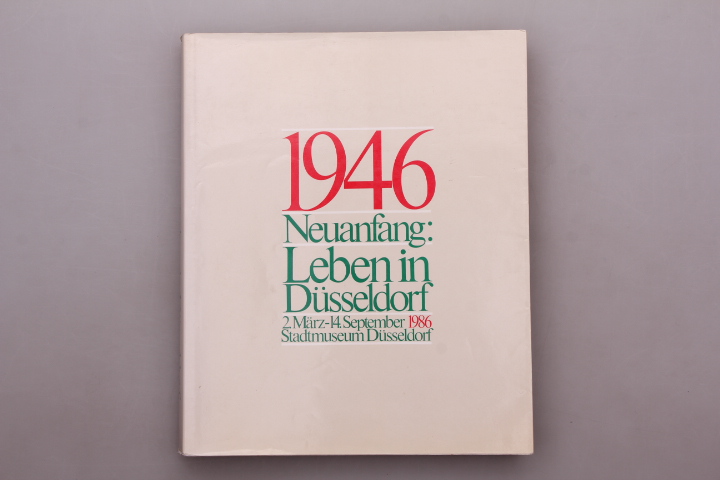 1946
Neuanfang:
Leben in
Düsseldorf
2. März-14. September 1986
Stadtmuseum Düsseldorf